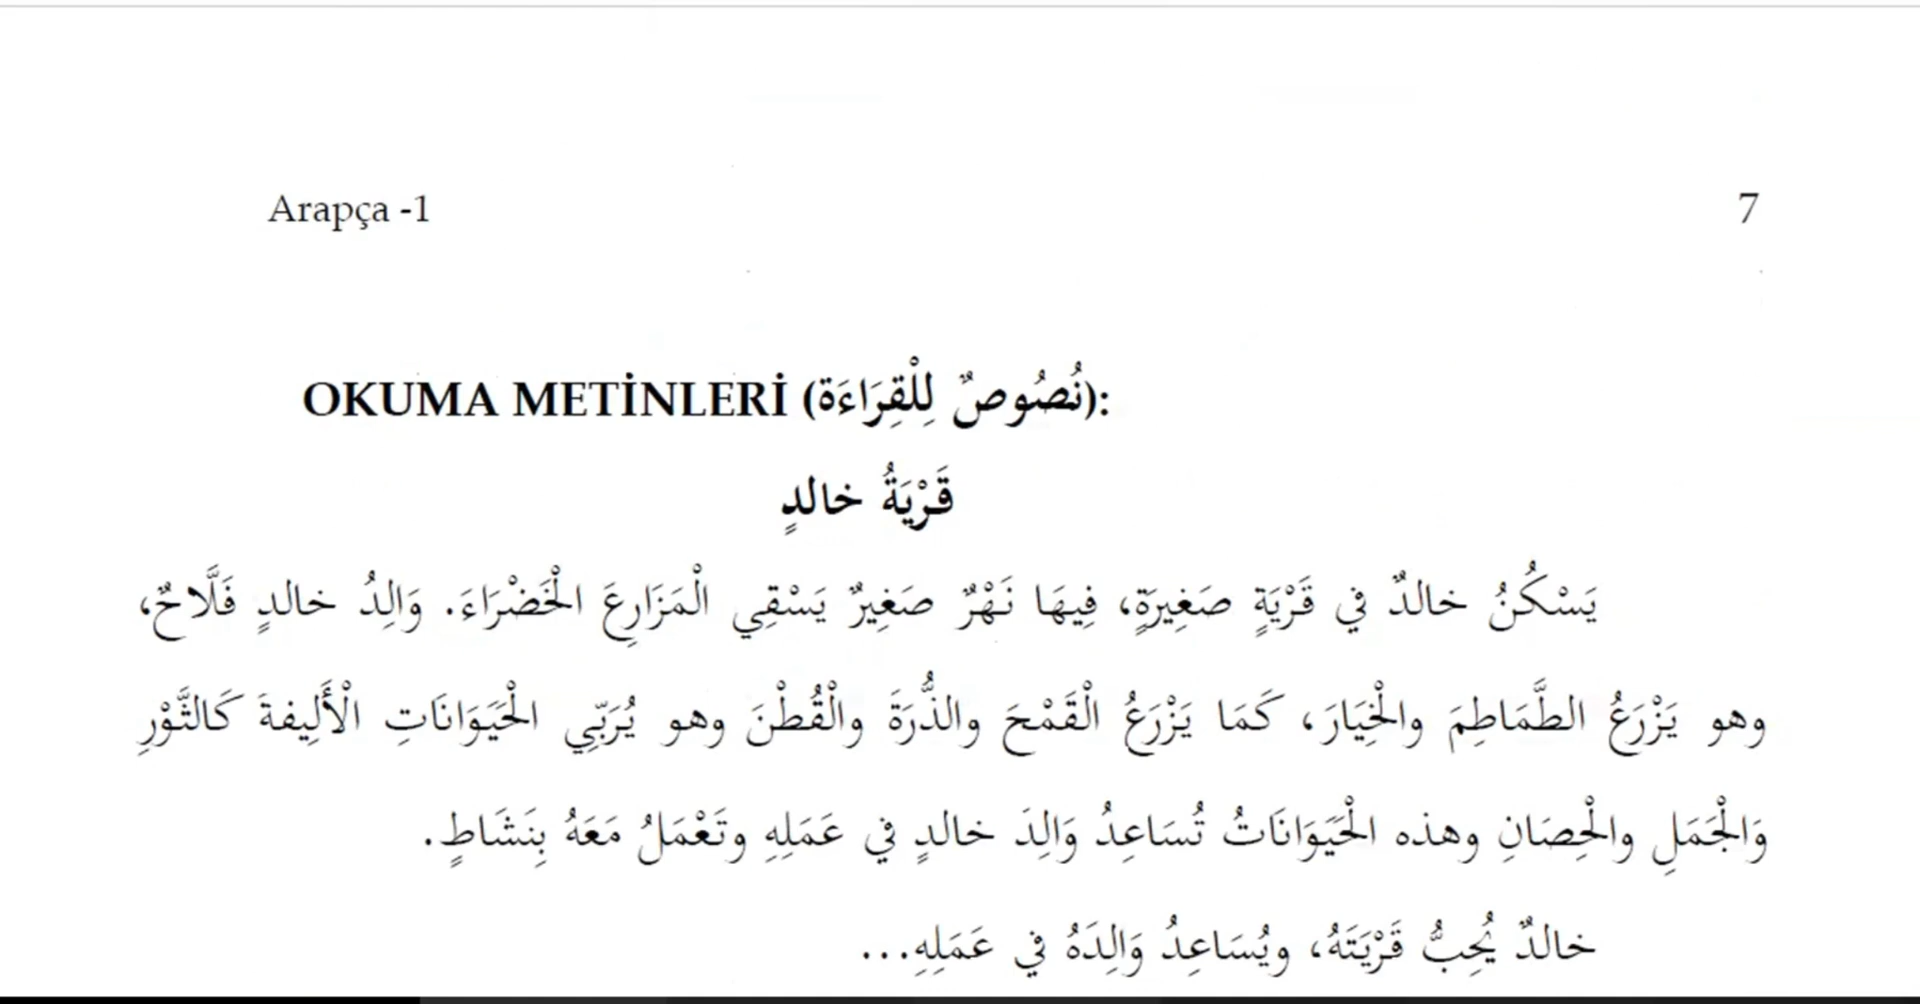 Arapça -1 7
OKUMA METİNLERİ (نُصُوصٌ لِلْقِرَاءَة):
قَرْيَةُ خالدٍ
يَسْكُنُ خالدٌ في قَرْيَةٍ صَغِيرَةٍ، فِيهَا نَهْرٌ صَغِيرٌ يَسْقِي الْمَزَارِعَ الْخَضْرَاءَ. وَالِدُ خالدٍ فَلَّاحٌ،
وهو يَزْرَعُ الطَّمَاطِمَ والْخِيَارَ، كَمَا يَزْرَعُ الْقَمْحَ والذُّرَةَ والْقُطْنَ وهو يُرَبِّي الْحَيَوَانَاتِ الْأَلِيفةَ كَالثَّوْرِ
وَالْجَمَلِ والْحِصَانِ وهذه الْحَيَوَانَاتُ تُسَاعِدُ وَالِدَ خالدٍ في عَمَلِهِ وتَعْمَلُ مَعَهُ بِنَشَاطٍ.
خالدٌ يُحِبُّ قَرْيَتَهُ، ويُسَاعِدُ وَالِدَهُ في عَمَلِهِ...